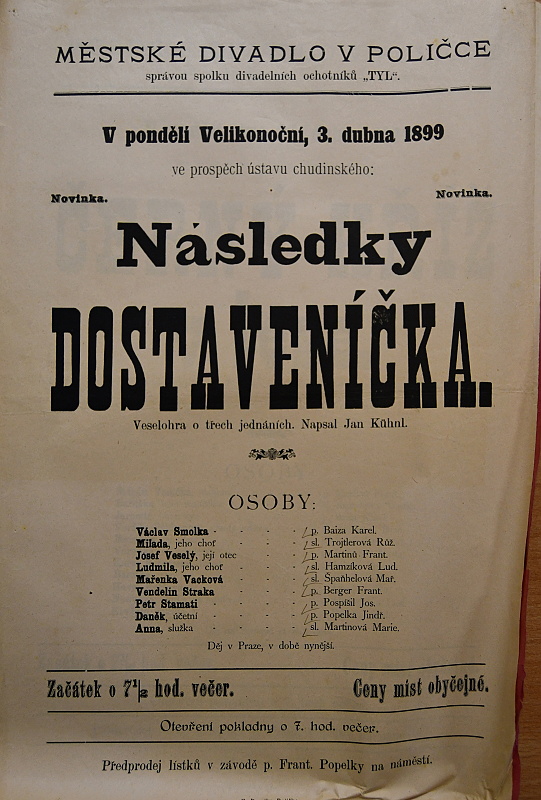 MĚSTSKÉ DIVADLO V POLIČCE
správou spolku divadelních ochotníků „TYL“.
V pondělí Velikonoční, 3. dubna 1899
ve prospěch ústavu chudinského:
Novinka. Novinka.
Následky
DOSTAVENÍČKA.
Veselohra o třech jednáních. Napsal Jan Kühnl.
OSOBY:
Václav Smolka - - - - p. Baiza Karel.
Milada, jeho choť - - - - sl. Trojtlerová Růž.
Josef Veselý, její otec - - - - p. Martinů Frant.
Ludmila, jeho choť - - - - sl. Hamzíková Lud.
Mařenka Vacková - - - - sl. Španhelová Mař.
Vendelín Straka - - - - p. Berger Frant.
Petr Stamati - - - - p. Pospíšil Jos.
Daněk, účetní - - - - p. Popelka Jindř.
Anna, služka - - - - sl. Martinová Marie.
Děj v Praze, v době nynější.
Začátek o 7½ hod. večer. Ceny míst obyčejné.
Otevření pokladny o 7. hod. večer.
Předprodej lístků v závodě p. Frant. Popelky na náměstí.